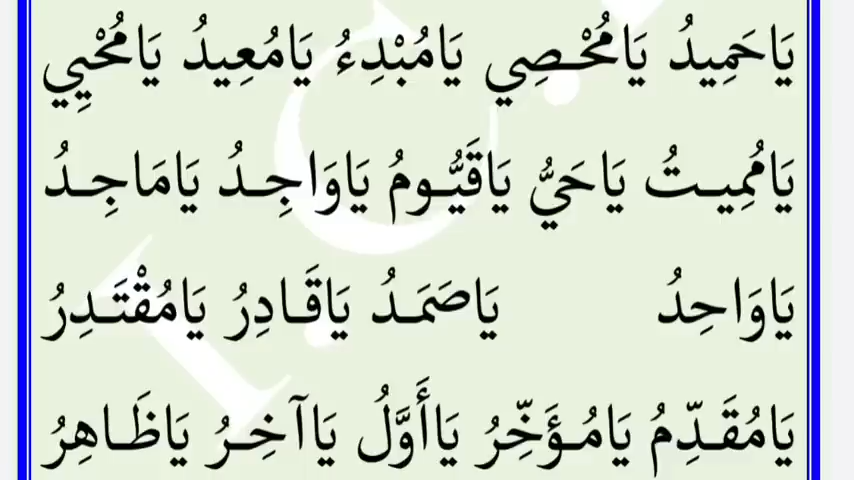 يَاحَمِيدُ يَامُحْصِي يَامُبْدِءُ يَامُعِيدُ يَامُحْيِي
يَامُمِيتُ يَاحَيُّ يَاقَيُّومُ يَاوَاجِدُ يَامَاجِدُ
يَاوَاحِدُ يَاصَمَدُ يَاقَادِرُ يَامُقْتَدِرُ
يَامُقَدِّمُ يَامُؤَخِّرُ يَاأَوَّلُ يَاآخِرُ يَاظَاهِرُ